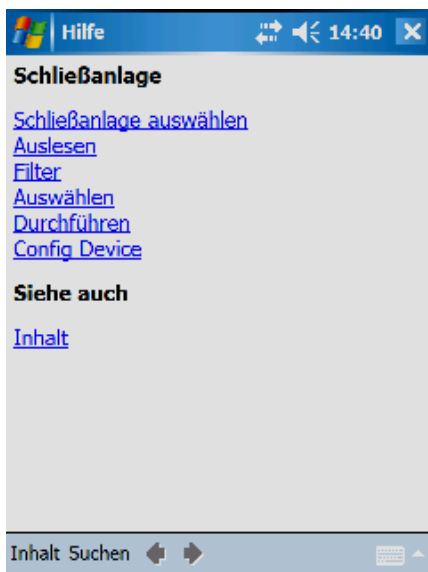 Hilfe 14:40
Schließanlage
Schließanlage auswählen
Auslesen
Filter
Auswählen
Durchführen
Config Device
Siehe auch
Inhalt
Inhalt Suchen